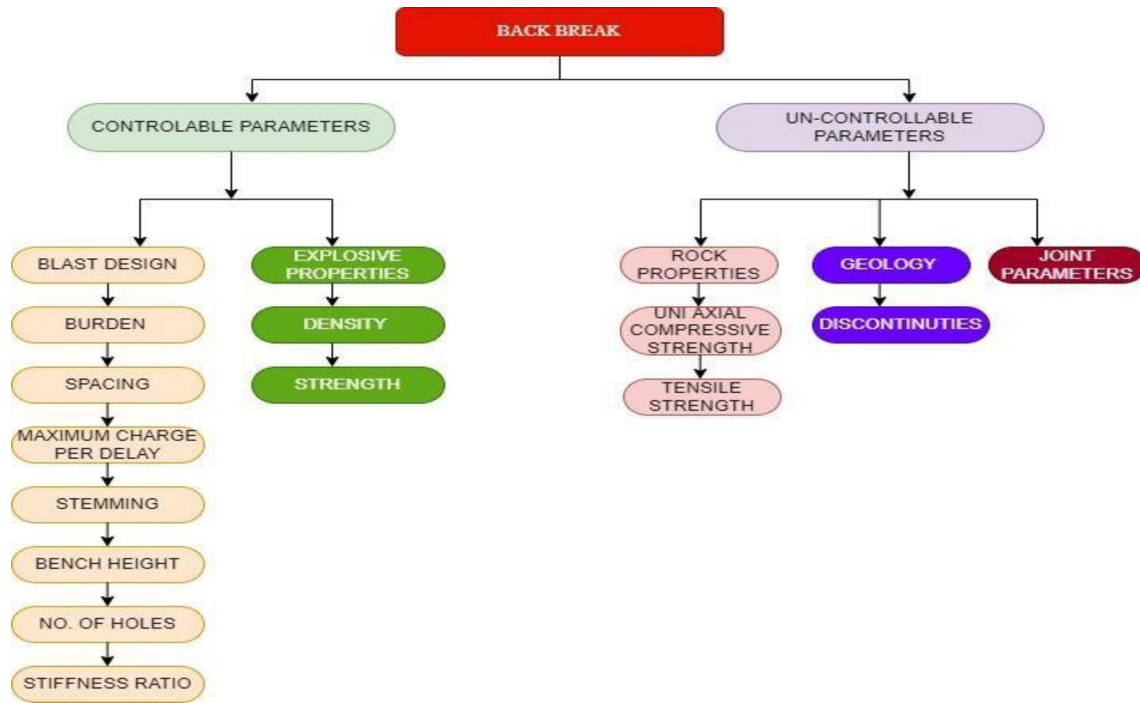 BACK BREAK
CONTROLABLE PARAMETERS
UN-CONTROLLABLE
PARAMETERS
BLAST DESIGN
BURDEN
SPACING
MAXIMUM CHARGE
PER DELAY
STEMMING
BENCH HEIGHT
NO. OF HOLES
STIFFNESS RATIO
EXPLOSIVE
PROPERTIES
DENSITY
STRENGTH
ROCK
PROPERTIES
UNI AXIAL
COMPRESSIVE
STRENGTH
TENSILE
STRENGTH
GEOLOGY
DISCONTINUTIES
JOINT
PARAMETERS